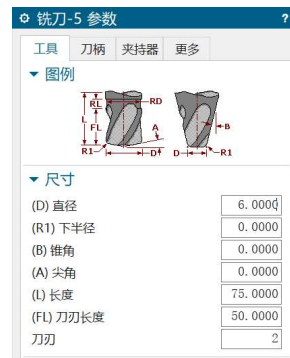 铣刀-5 参数 ?
工具 刀柄 夹持器 更多
图例
RL RD
L FL A B
R1 D D R1
尺寸
(D) 直径 6.0000
(R1) 下半径 0.0000
(B) 锥角 0.0000
(A) 尖角 0.0000
(L) 长度 75.0000
(FL) 刀刃长度 50.0000
刀刃 2